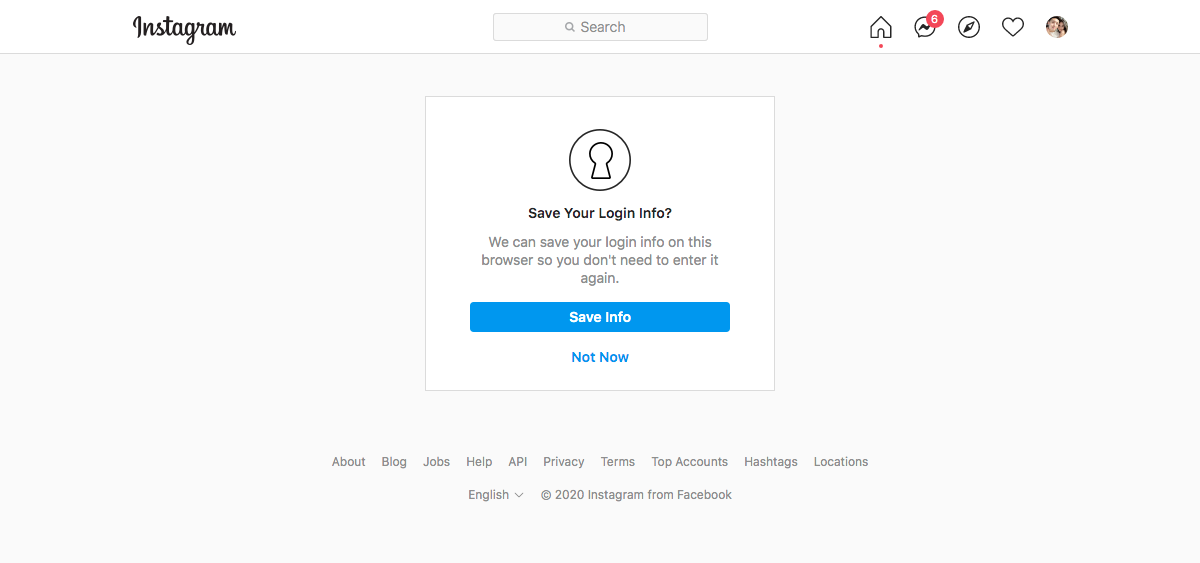 Instagram
Search
6
Save Your Login Info?
We can save your login info on this
browser so you don't need to enter it
again.
Save Info
Not Now
About Blog Jobs Help API Privacy Terms Top Accounts Hashtags Locations
English © 2020 Instagram from Facebook